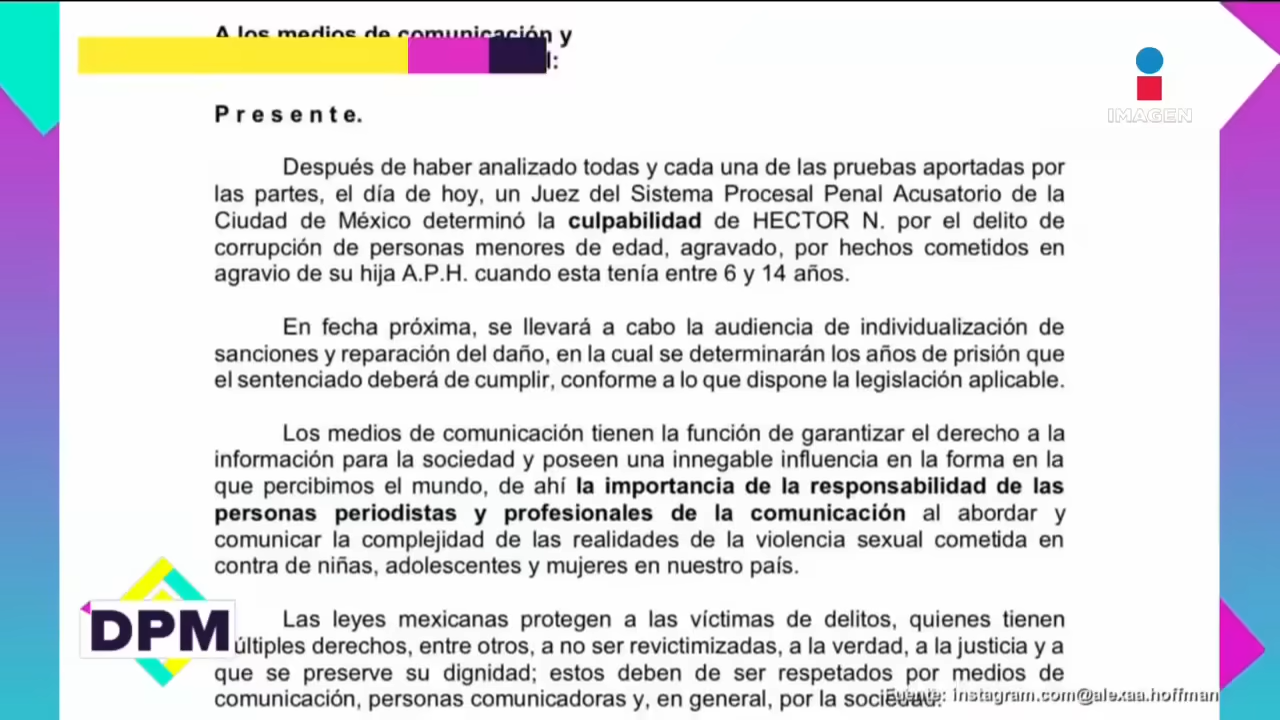 A los medios de comunicación y
l:
P r e s e n t e.
Después de haber analizado todas y cada una de las pruebas aportadas por
las partes, el día de hoy, un Juez del Sistema Procesal Penal Acusatorio de la
Ciudad de México determinó la culpabilidad de HECTOR N. por el delito de
corrupción de personas menores de edad, agravado, por hechos cometidos en
agravio de su hija A.P.H. cuando esta tenía entre 6 y 14 años.
En fecha próxima, se llevará a cabo la audiencia de individualización de
sanciones y reparación del daño, en la cual se determinarán los años de prisión que
el sentenciado deberá de cumplir, conforme a lo que dispone la legislación aplicable.
Los medios de comunicación tienen la función de garantizar el derecho a la
información para la sociedad y poseen una innegable influencia en la forma en la
que percibimos el mundo, de ahí la importancia de la responsabilidad de las
personas periodistas y profesionales de la comunicación al abordar y
comunicar la complejidad de las realidades de la violencia sexual cometida en
contra de niñas, adolescentes y mujeres en nuestro país.
Las leyes mexicanas protegen a las víctimas de delitos, quienes tienen
últiples derechos, entre otros, a no ser revictimizadas, a la verdad, a la justicia y a
que se preserve su dignidad; estos deben de ser respetados por medios de
comunicación, personas comunicadoras y, en general, por la sociedad.
IMAGEN
DPM
Fuente: instagram.com@alexaa.hoffman